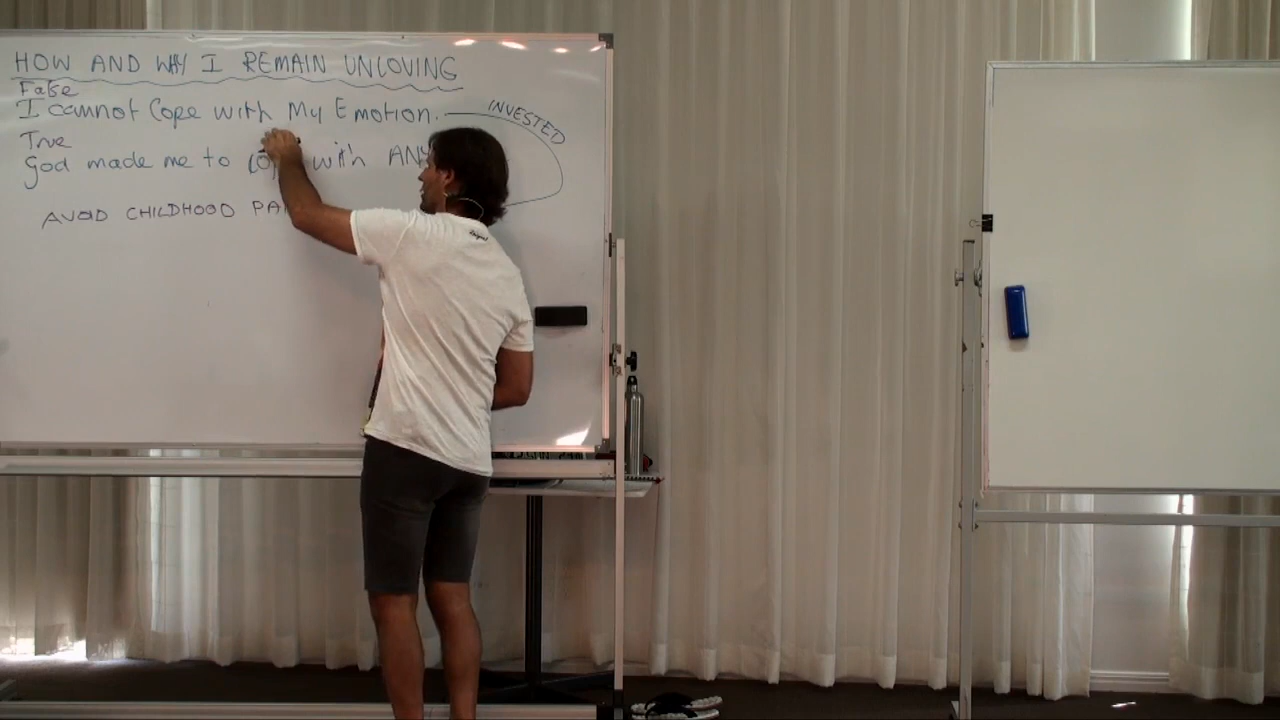 HOW AND WHY I REMAIN UNLOVING
False
I cannot Cope with My Emotion.
INVESTED
True
God made me to with
AVOID CHILDHOOD